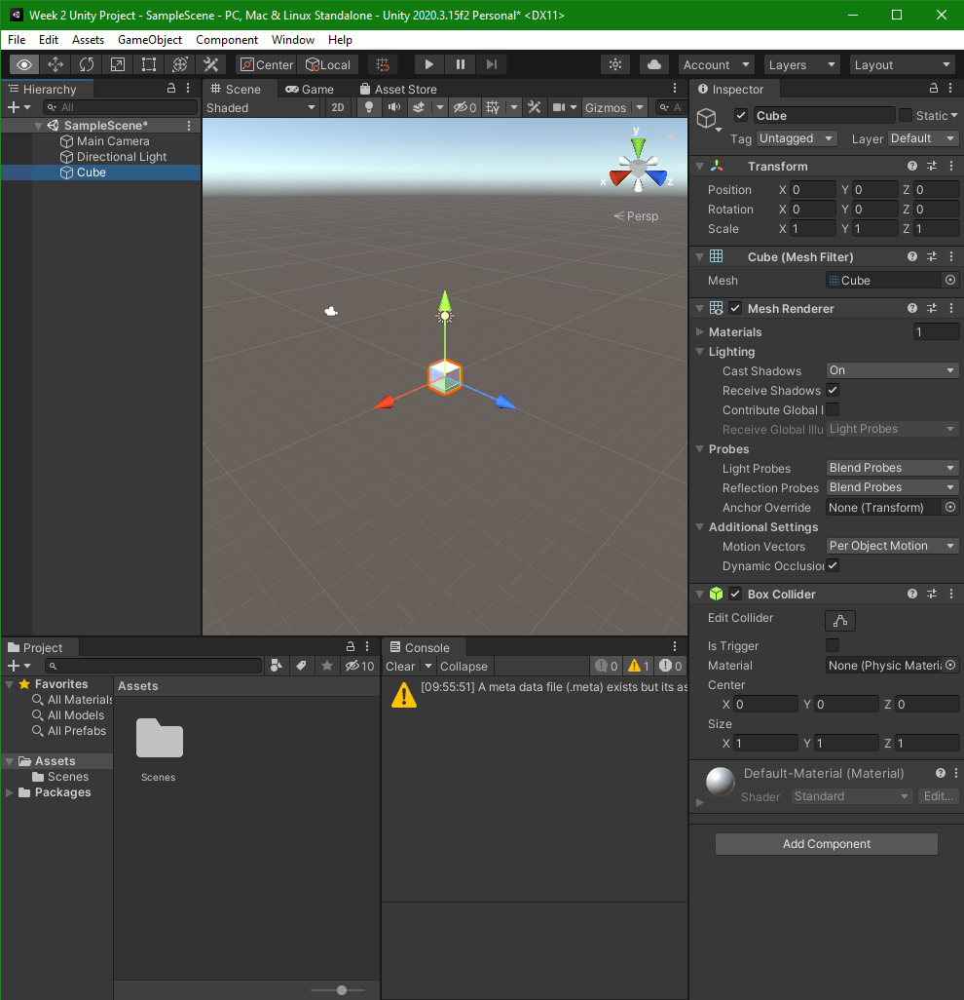 Week 2 Unity Project - SampleScene - PC, Mac & Linux Standalone - Unity 2020.3.15f2 Personal* <DX11>
File Edit Assets GameObject Component Window Help
Center Local Account Layers Layout
Hierarchy
All
SampleScene*
Main Camera
Directional Light
Cube
Scene Game Asset Store
Shaded 2D 0 Gizmos A
y
x
z
Persp
Inspector
Cube Static
Tag Untagged Layer Default
Transform
Position X 0 Y 0 Z 0
Rotation X 0 Y 0 Z 0
Scale X 1 Y 1 Z 1
Cube (Mesh Filter)
Mesh Cube
Mesh Renderer
Materials 1
Lighting
Cast Shadows On
Receive Shadows
Contribute Global I
Receive Global Illu Light Probes
Probes
Light Probes Blend Probes
Reflection Probes Blend Probes
Anchor Override None (Transform)
Additional Settings
Motion Vectors Per Object Motion
Dynamic Occlusion
Box Collider
Edit Collider
Is Trigger
Material None (Physic Materia
Center
X 0 Y 0 Z 0
Size
X 1 Y 1 Z 1
Default-Material (Material)
Shader Standard Edit...
Add Component
Project
10
Favorites
All Materials
All Models
All Prefabs
Assets
Scenes
Packages
Assets
Scenes
Console
Clear Collapse 0 1 0
[09:55:51] A meta data file (.meta) exists but its as